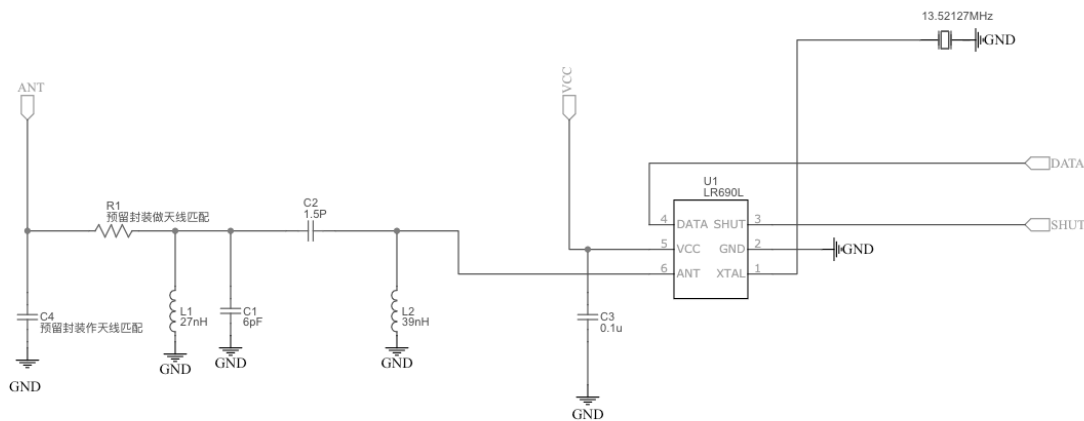 13.52127MHz
GND
ANT
VCC
DATA
U1
LR690L
R1
预留封装做天线匹配
C2
1.5P
4 DATA SHUT 3
SHUT
5 VCC GND 2
GND
6 ANT XTAL 1
C4
预留封装作天线匹配
L1
27nH
C1
6pF
L2
39nH
C3
0.1u
GND
GND
GND
GND
GND
GND